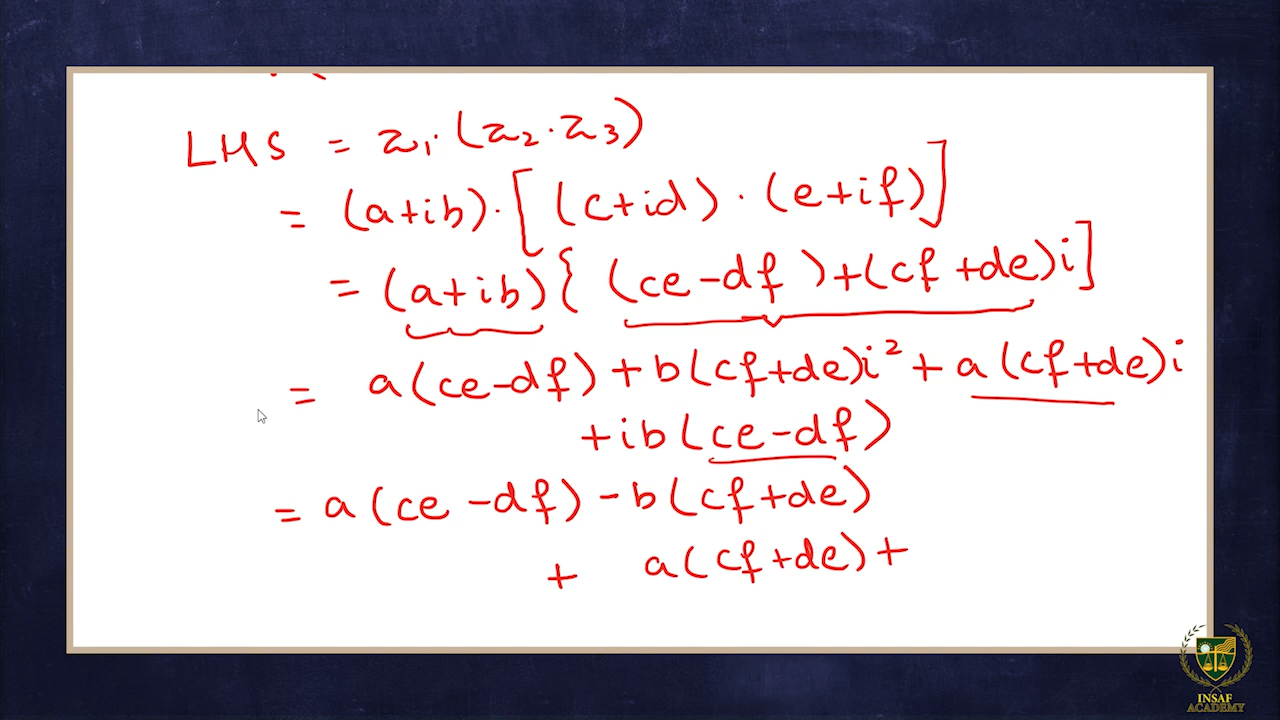 LHS = z₁.(z₂.z₃)
= (a+ib).[(c+id).(e+if)]
= (a+ib){(ce-df)+(cf+de)i]
= a(ce-df)+b(cf+de)i²+a(cf+de)i
+ib(ce-df)
= a(ce-df)-b(cf+de)
+ a(cf+de)+
INSAF
ACADEMY